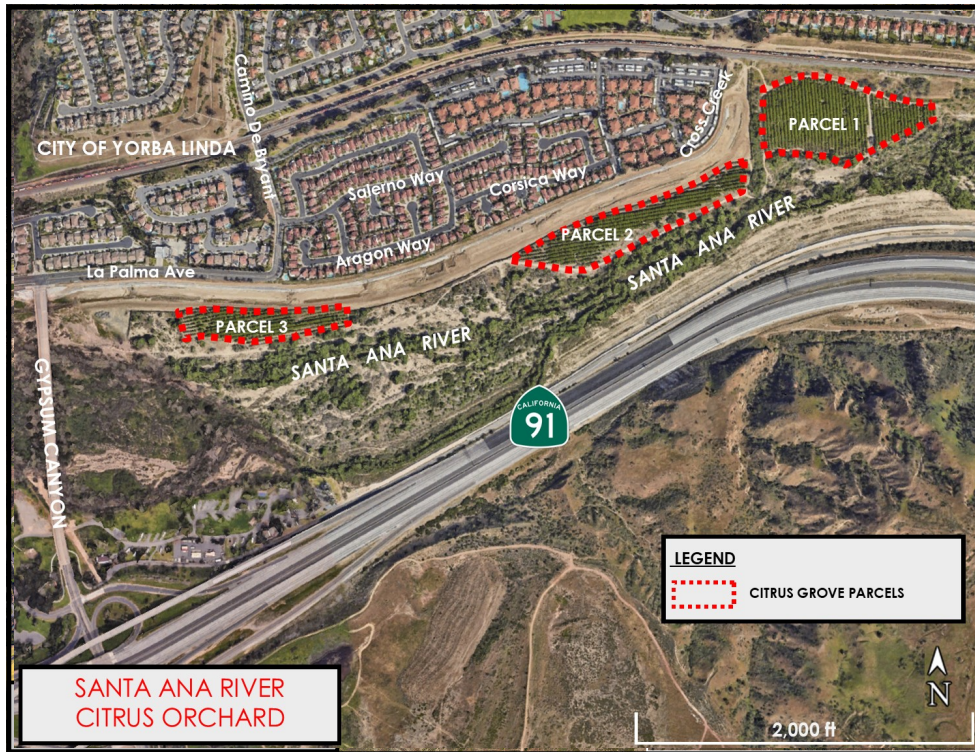 Camino De Bryant
CITY OF YORBA LINDA
Salerno Way
Corsica Way
Cross Creek
PARCEL 1
Aragon Way
PARCEL 2
SANTA ANA RIVER
La Palma Ave
PARCEL 3
SANTA ANA RIVER
GYPSUM CANYON
CALIFORNIA
91
LEGEND
CITRUS GROVE PARCELS
SANTA ANA RIVER
CITRUS ORCHARD
N
2,000 ft